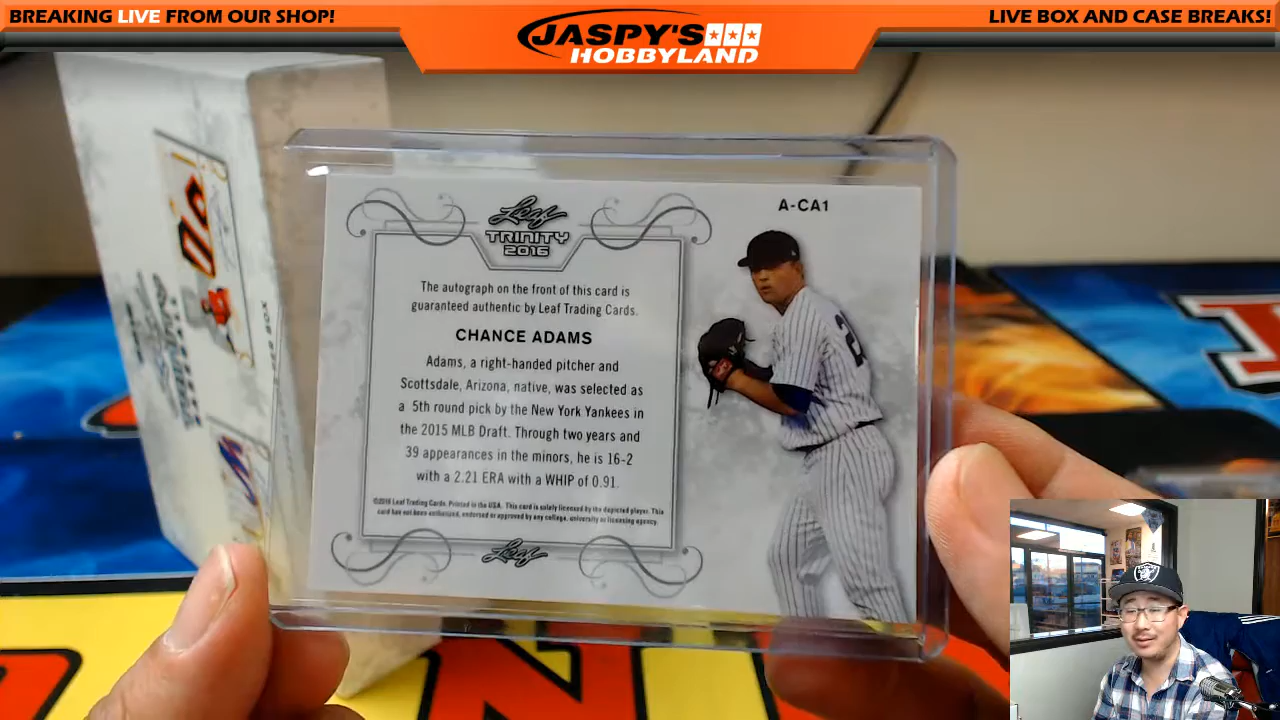 BREAKING LIVE FROM OUR SHOP!
JASPY'S
HOBBYLAND
LIVE BOX AND CASE BREAKS!
A-CA1
Leaf
TRINITY
2016
The autograph on the front of this card is
guaranteed authentic by Leaf Trading Cards.
CHANCE ADAMS
Adams, a right-handed pitcher and
Scottsdale, Arizona, native, was selected as
a 5th round pick by the New York Yankees in
the 2015 MLB Draft. Through two years and
39 appearances in the minors, he is 16-2
with a 2.21 ERA with a WHIP of 0.91.
©2016 Leaf Trading Cards. Printed in the USA. This card is solely licensed by the depicted player. This
card has not been authorized, endorsed or approved by any college, university or licensing agency.
Leaf